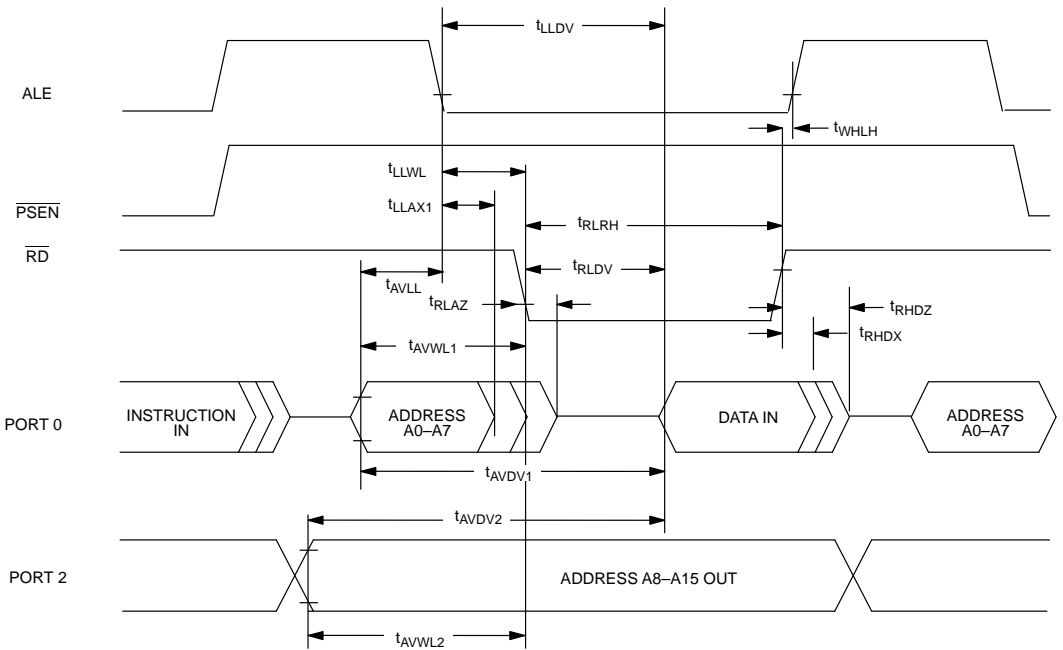 tLLDV
ALE
tWHLH
tLLWL
PSEN
tLLAX1
tRLRH
RD
tAVLL
tRLDV
tRLAZ
tRHDZ
tRHDX
tAVWL1
PORT 0
INSTRUCTION
IN
ADDRESS
A0–A7
DATA IN
ADDRESS
A0–A7
tAVDV1
tAVDV2
PORT 2
ADDRESS A8–A15 OUT
tAVWL2